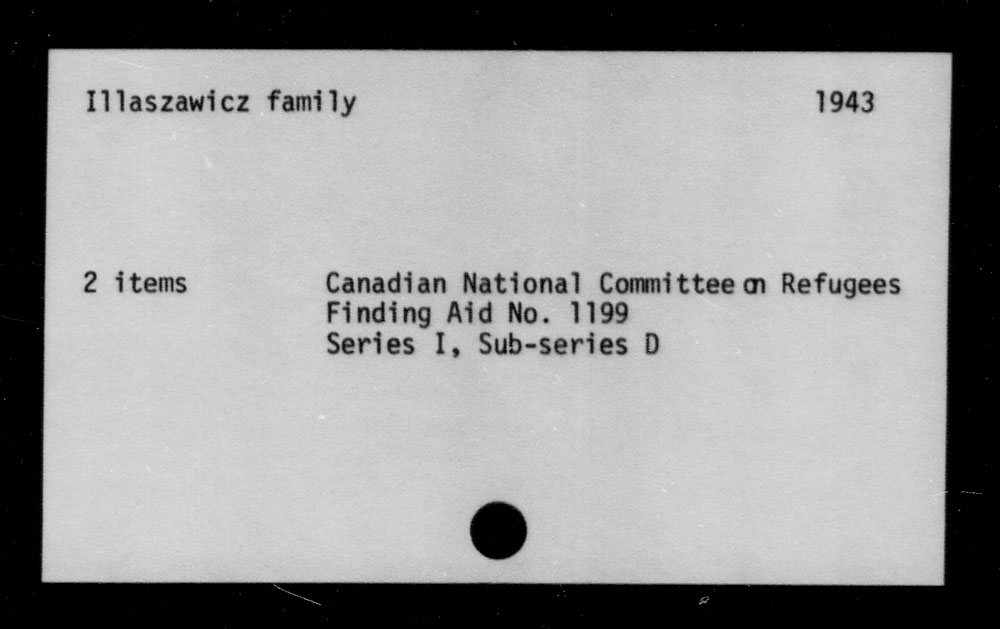 Illaszawicz family 1943
2 items Canadian National Committee on Refugees
Finding Aid No. 1199
Series I, Sub-series D